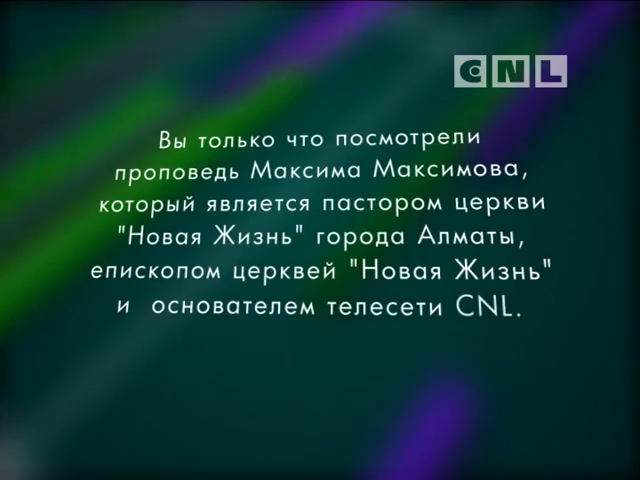 CNL
Вы только что посмотрели
проповедь Максима Максимова,
который является пастором церкви
"Новая Жизнь" города Алматы,
епископом церквей "Новая Жизнь"
и основателем телесети CNL.